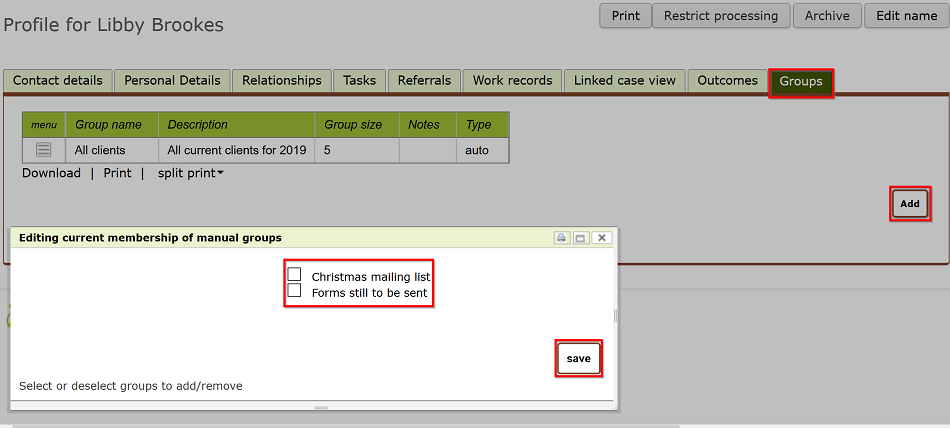 Profile for Libby Brookes
Print Restrict processing Archive Edit name
Contact details Personal Details Relationships Tasks Referrals Work records Linked case view Outcomes Groups
menu Group name Description Group size Notes Type
All clients All current clients for 2019 5 auto
Download | Print | split print
Add
Editing current membership of manual groups
Christmas mailing list
Forms still to be sent
save
Select or deselect groups to add/remove